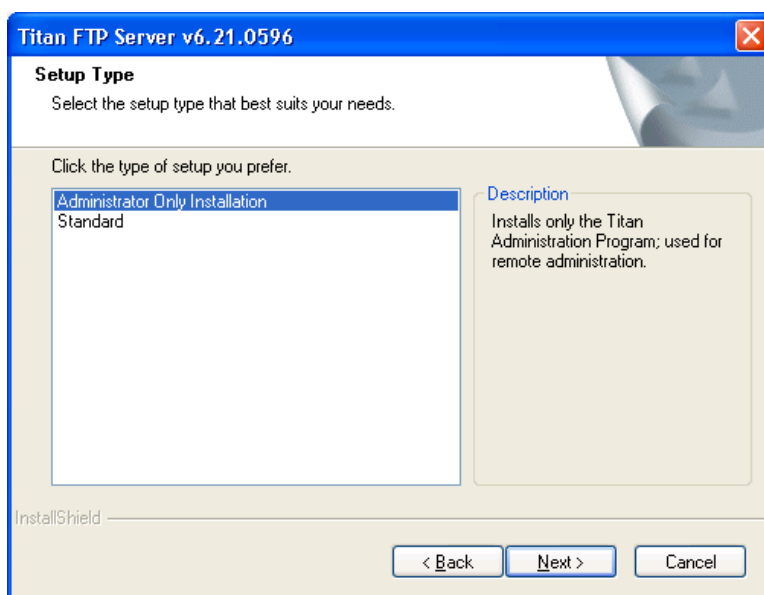 Titan FTP Server v6.21.0596
Setup Type
Select the setup type that best suits your needs.
Click the type of setup you prefer.
Administrator Only Installation
Standard
Description
Installs only the Titan
Administration Program; used for
remote administration.
InstallShield
< Back
Next >
Cancel